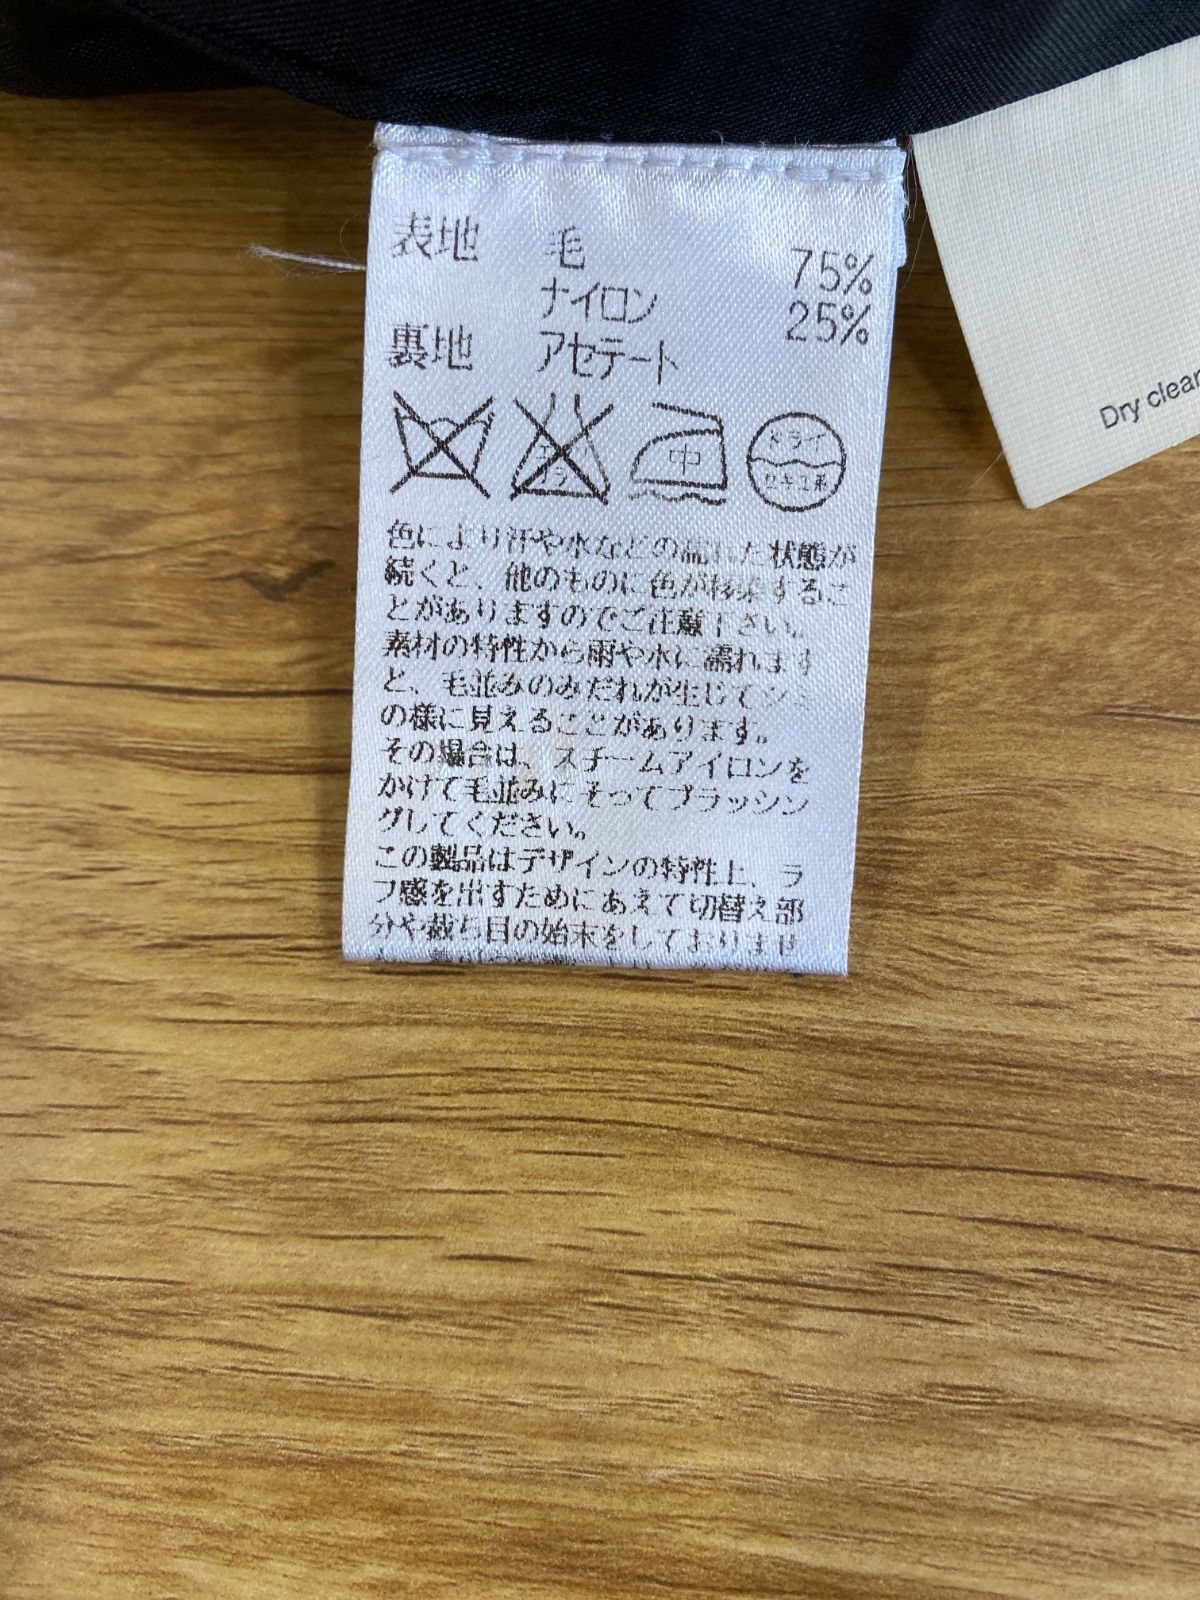 表地 毛 75%
ナイロン 25%
裏地 アセテート
中
ドライ
セキユ系
色により汗や水などの濡れた状態が
続くと、他のものに色が移染するこ
とがありますのでご注意下さい。
素材の特性から雨や水に濡れます
と、毛並みのみだれが生じてシミ
の様に見えることがあります。
その場合は、スチームアイロンを
かけて毛並みにそってブラッシン
グしてください。
この製品はデザインの特性上、ラ
フ感を出すためにあえて切替え部
分や裁ち目の始末をしておりませ
Dry clean